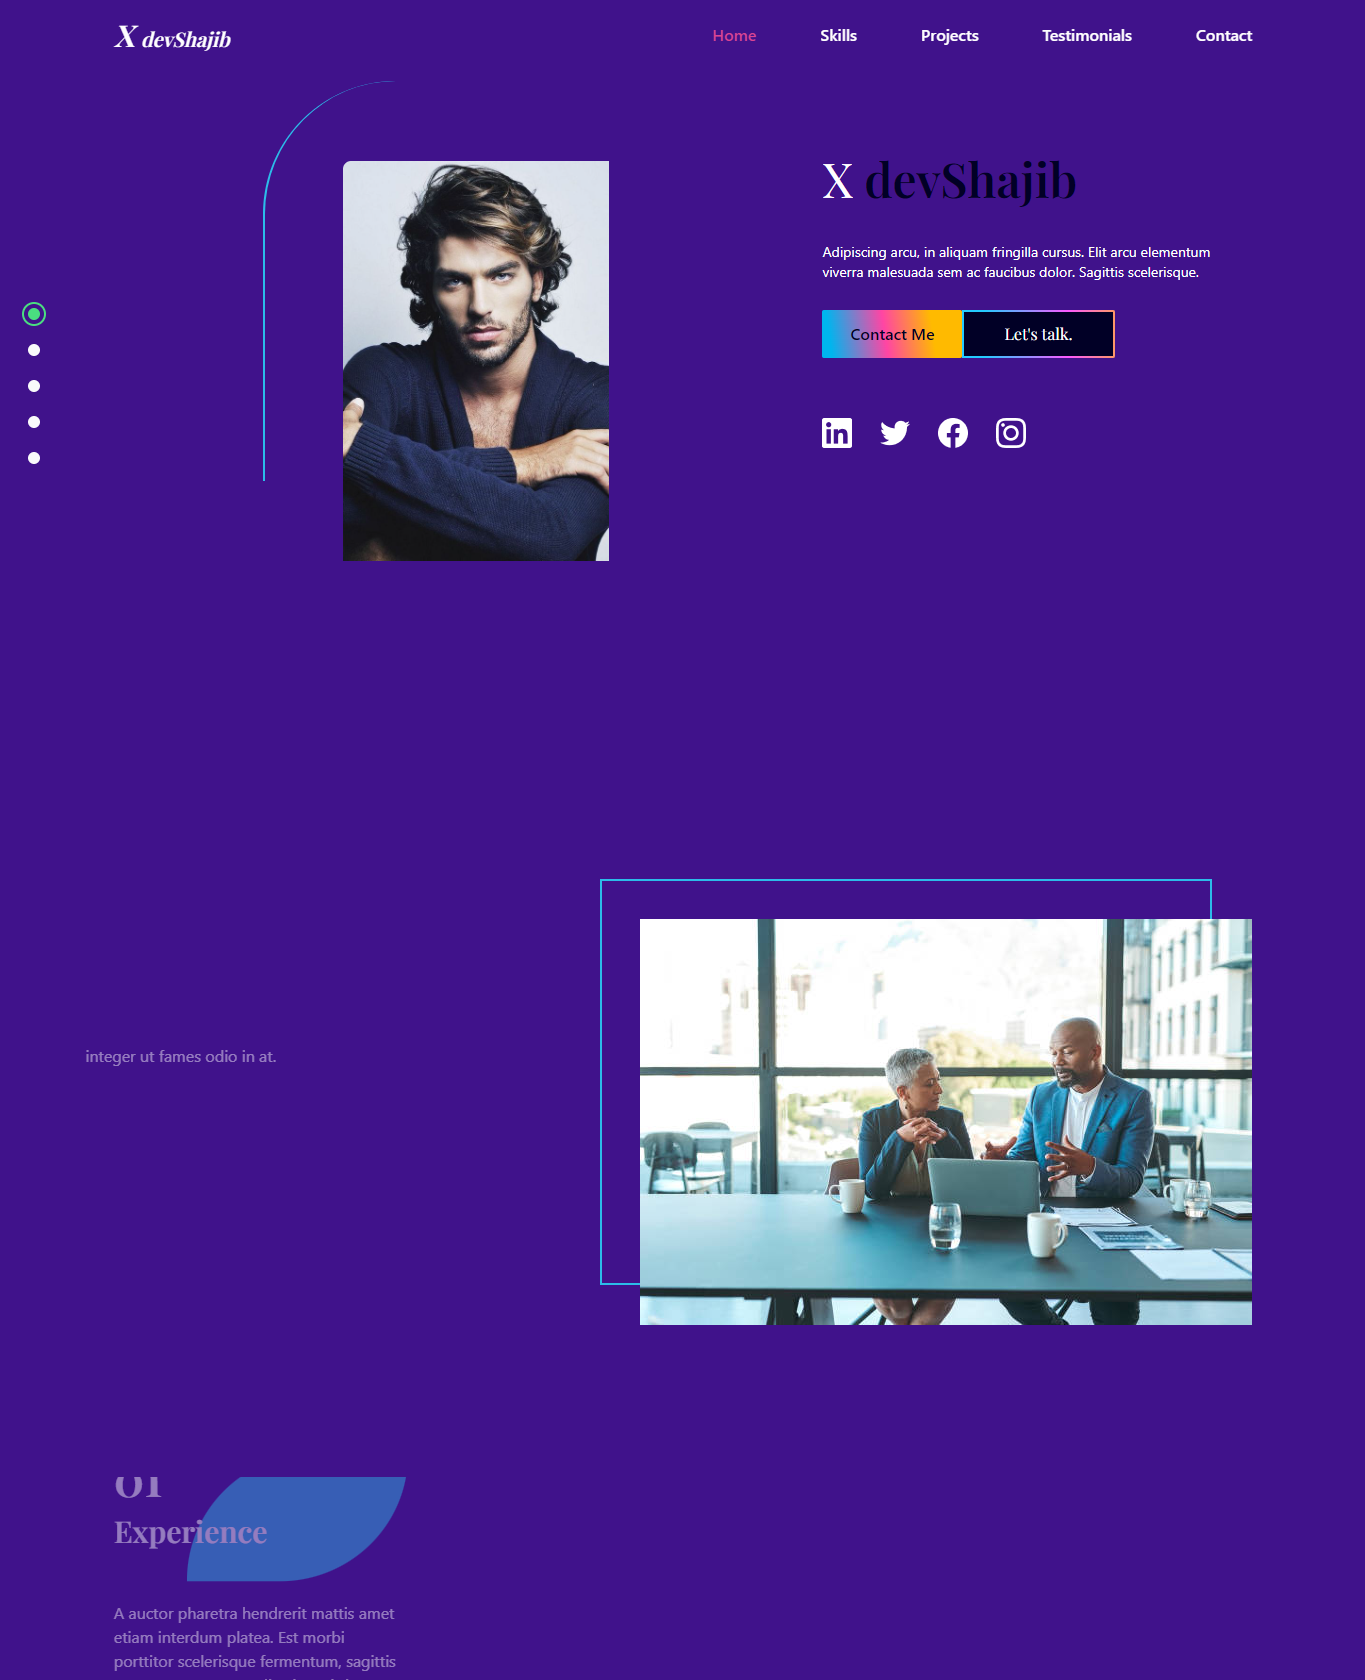 X devShajib
Home Skills Projects Testimonials Contact
X devShajib
Adipiscing arcu, in aliquam fringilla cursus. Elit arcu elementum
viverra malesuada sem ac faucibus dolor. Sagittis scelerisque.
Contact Me Let's talk.
integer ut fames odio in at.
Experience
A auctor pharetra hendrerit mattis amet
etiam interdum platea. Est morbi
porttitor scelerisque fermentum, sagittis